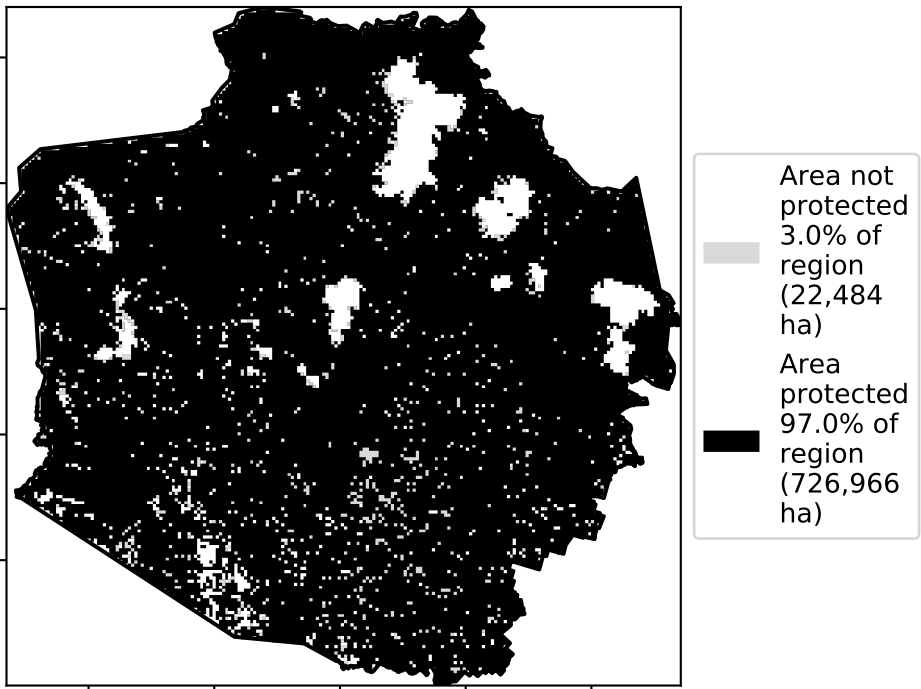 Area not
protected
3.0% of
region
(22,484
ha)
Area
protected
97.0% of
region
(726,966
ha)